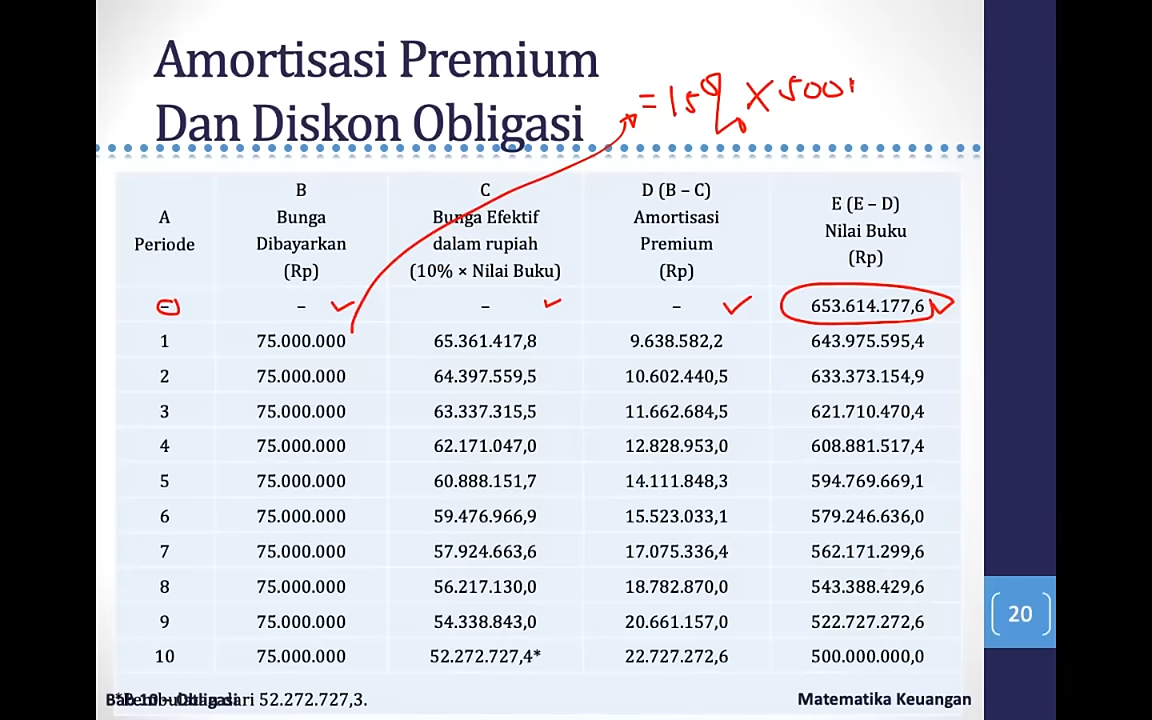 Amortisasi Premium
Dan Diskon Obligasi
= 15% X 500
A
Periode
B
Bunga
Dibayarkan
(Rp)
C
Bunga Efektif
dalam rupiah
(10% × Nilai Buku)
D (B – C)
Amortisasi
Premium
(Rp)
E (E – D)
Nilai Buku
(Rp)
– – – – 653.614.177,6
1 75.000.000 65.361.417,8 9.638.582,2 643.975.595,4
2 75.000.000 64.397.559,5 10.602.440,5 633.373.154,9
3 75.000.000 63.337.315,5 11.662.684,5 621.710.470,4
4 75.000.000 62.171.047,0 12.828.953,0 608.881.517,4
5 75.000.000 60.888.151,7 14.111.848,3 594.769.669,1
6 75.000.000 59.476.966,9 15.523.033,1 579.246.636,0
7 75.000.000 57.924.663,6 17.075.336,4 562.171.299,6
8 75.000.000 56.217.130,0 18.782.870,0 543.388.429,6
9 75.000.000 54.338.843,0 20.661.157,0 522.727.272,6
10 75.000.000 52.272.727,4* 22.727.272,6 500.000.000,0
20
*Pembulatan dari 52.272.727,3.
Bab 10 – Obligasi
Matematika Keuangan